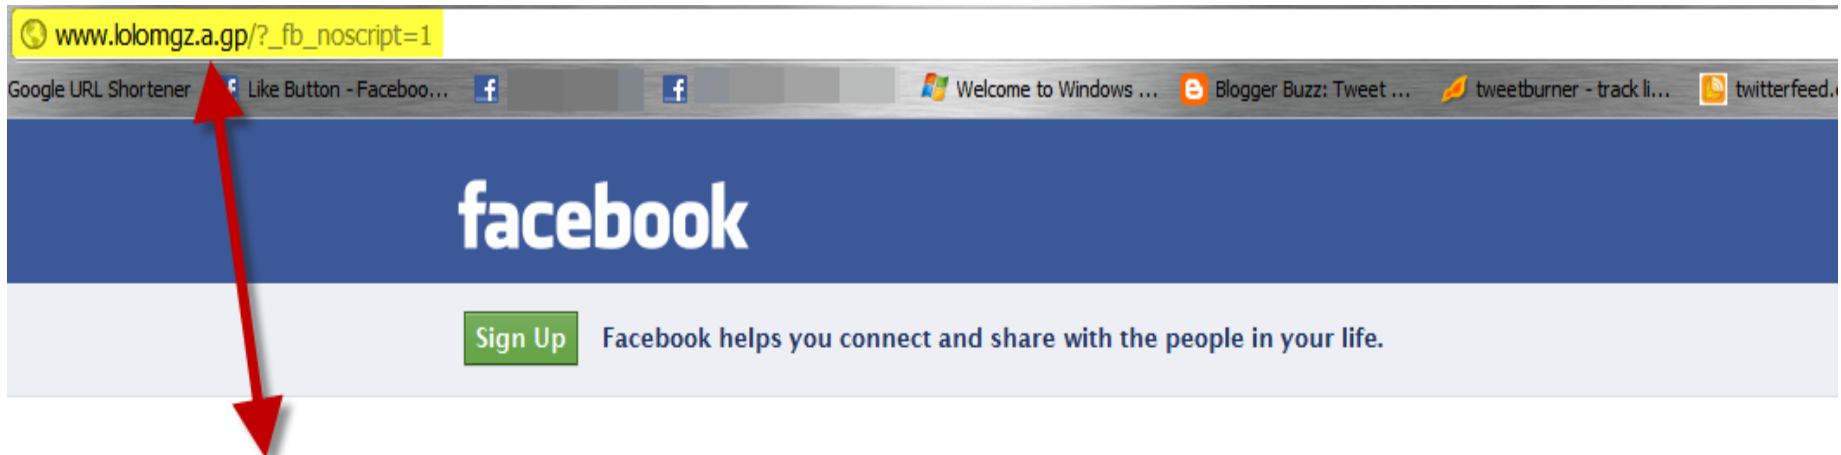 www.lolomgz.a.gp/?_fb_noscript=1
Google URL Shortener Like Button - Faceboo... Welcome to Windows ... Blogger Buzz: Tweet ... tweetburner - track li... twitterfeed.
facebook
Sign Up Facebook helps you connect and share with the people in your life.